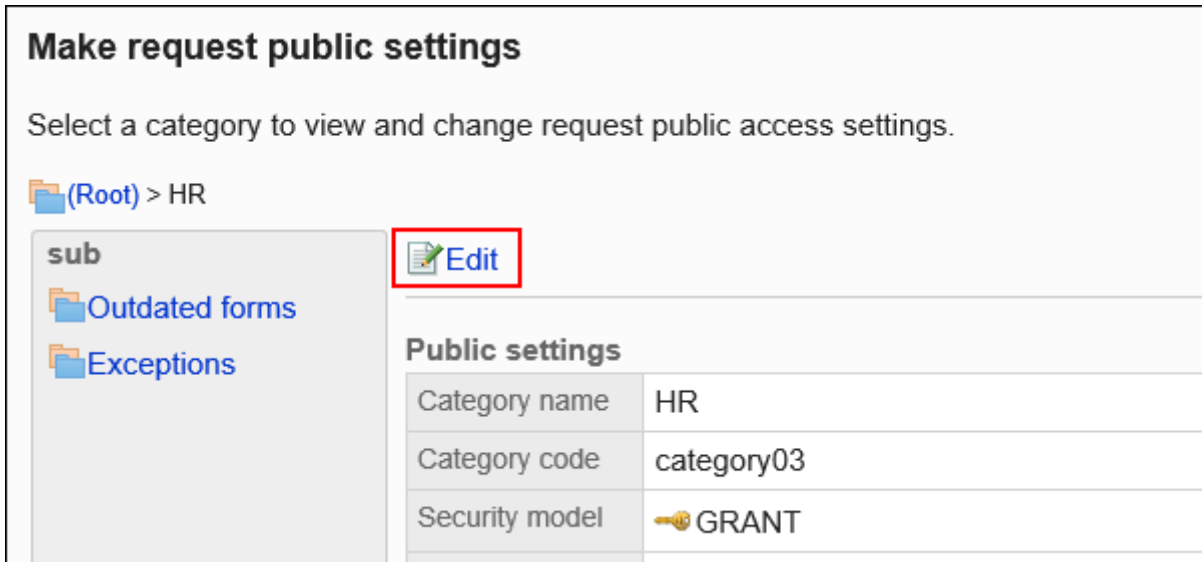 Make request public settings
Select a category to view and change request public access settings.
(Root) > HR
sub
Outdated forms
Exceptions
Edit
Public settings
Category name HR
Category code category03
Security model GRANT